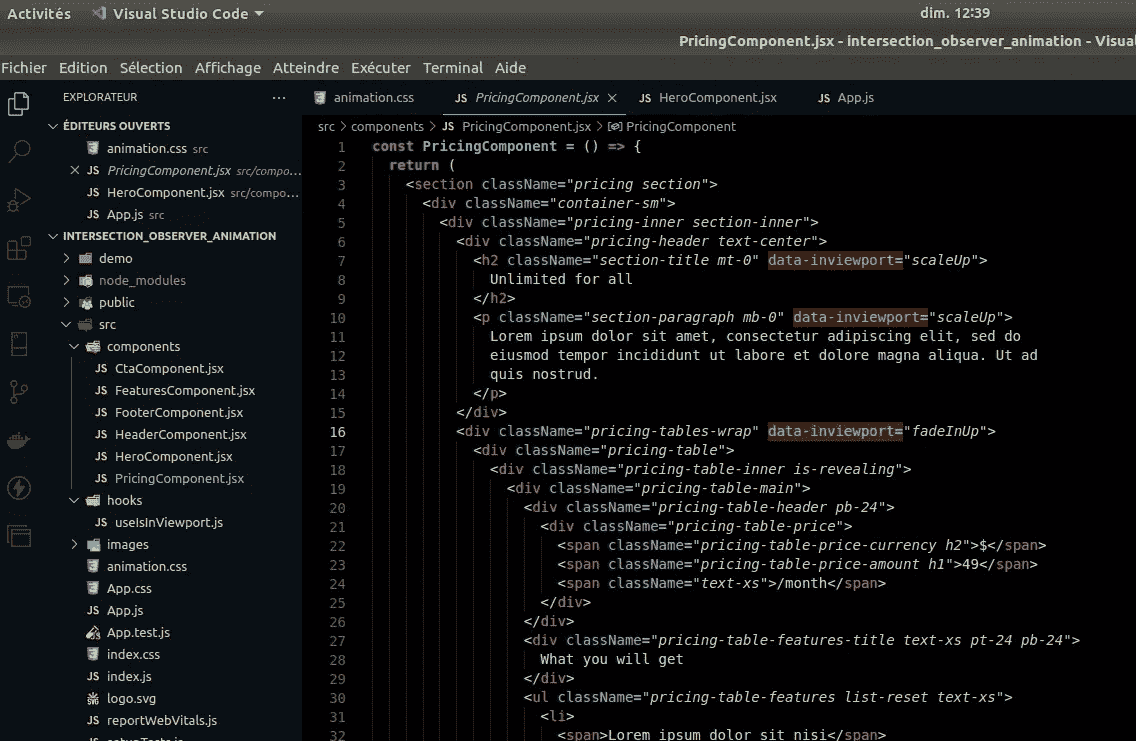 Activités Visual Studio Code dim. 12:39
PricingComponent.jsx - intersection_observer_animation - Visual
Fichier Edition Sélection Affichage Atteindre Exécuter Terminal Aide
EXPLORATEUR ...
ÉDITEURS OUVERTS
animation.css src
PricingComponent.jsx src/compo...
HeroComponent.jsx src/compo...
App.js src
INTERSECTION_OBSERVER_ANIMATION
demo
node_modules
public
src
components
JS CtaComponent.jsx
JS FeaturesComponent.jsx
JS FooterComponent.jsx
JS HeaderComponent.jsx
JS HeroComponent.jsx
JS PricingComponent.jsx
hooks
JS useIsInViewport.js
images
animation.css
App.css
JS App.js
App.test.js
index.css
JS index.js
logo.svg
JS reportWebVitals.js
JS setupTests.js
animation.css JS PricingComponent.jsx JS HeroComponent.jsx JS App.js
src > components > JS PricingComponent.jsx > PricingComponent
1 const PricingComponent = () => {
2 return (
3 <section className="pricing section">
4 <div className="container-sm">
5 <div className="pricing-inner section-inner">
6 <div className="pricing-header text-center">
7 <h2 className="section-title mt-0" data-inviewport="scaleUp">
8 Unlimited for all
9 </h2>
10 <p className="section-paragraph mb-0" data-inviewport="scaleUp">
11 Lorem ipsum dolor sit amet, consectetur adipiscing elit, sed do
12 eiusmod tempor incididunt ut labore et dolore magna aliqua. Ut ad
13 quis nostrud.
14 </p>
15 </div>
16 <div className="pricing-tables-wrap" data-inviewport="fadeInUp">
17 <div className="pricing-table">
18 <div className="pricing-table-inner is-revealing">
19 <div className="pricing-table-main">
20 <div className="pricing-table-header pb-24">
21 <div className="pricing-table-price">
22 <span className="pricing-table-price-currency h2">$</span>
23 <span className="pricing-table-price-amount h1">49</span>
24 <span className="text-xs">/month</span>
25 </div>
26 </div>
27 <div className="pricing-table-features-title text-xs pt-24 pb-24">
28 What you will get
29 </div>
30 <ul className="pricing-table-features list-reset text-xs">
31 <li>
32 <span>Lorem ipsum dolor sit nisi</span>